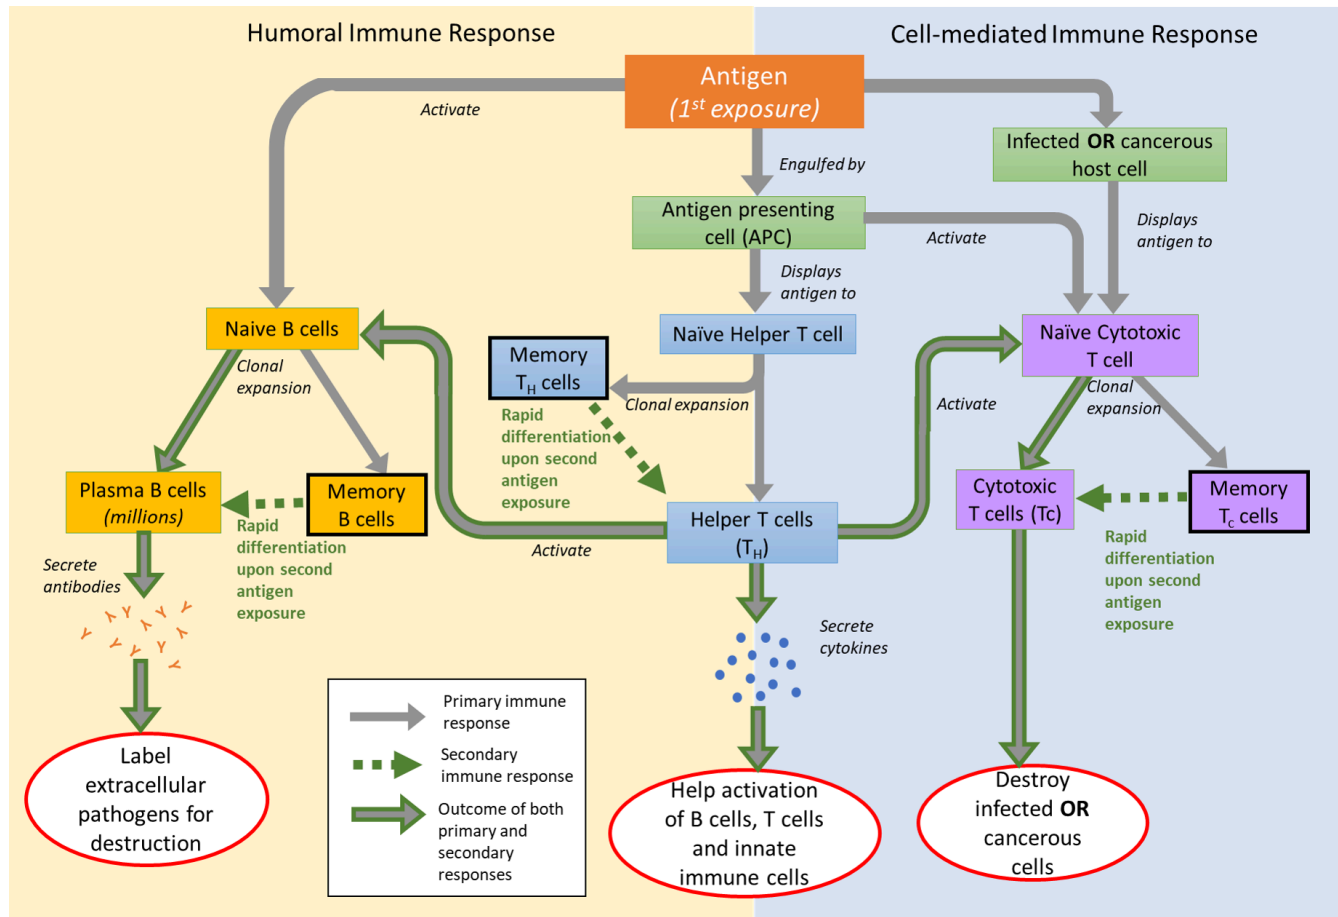 Humoral Immune Response
Cell-mediated Immune Response
Antigen
(1st exposure)
Activate
Engulfed by
Infected OR cancerous
host cell
Antigen presenting
cell (APC)
Activate
Displays
antigen to
Displays
antigen to
Naive B cells
Naïve Helper T cell
Naïve Cytotoxic
T cell
Clonal
expansion
Memory
TH cells
Clonal expansion
Activate
Clonal
expansion
Rapid
differentiation
upon second
antigen
exposure
Plasma B cells
(millions)
Memory
B cells
Helper T cells
(TH)
Cytotoxic
T cells (Tc)
Memory
Tc cells
Activate
Rapid
differentiation
upon second
antigen
exposure
Rapid
differentiation
upon second
antigen
exposure
Secrete
antibodies
Secrete
cytokines
Y Y Y Y Y Y Y Y Y Y Y Y
Primary immune
response
Secondary
immune response
Outcome of both
primary and
secondary
responses
Label
extracellular
pathogens for
destruction
Help activation
of B cells, T cells
and innate
immune cells
Destroy
infected OR
cancerous
cells